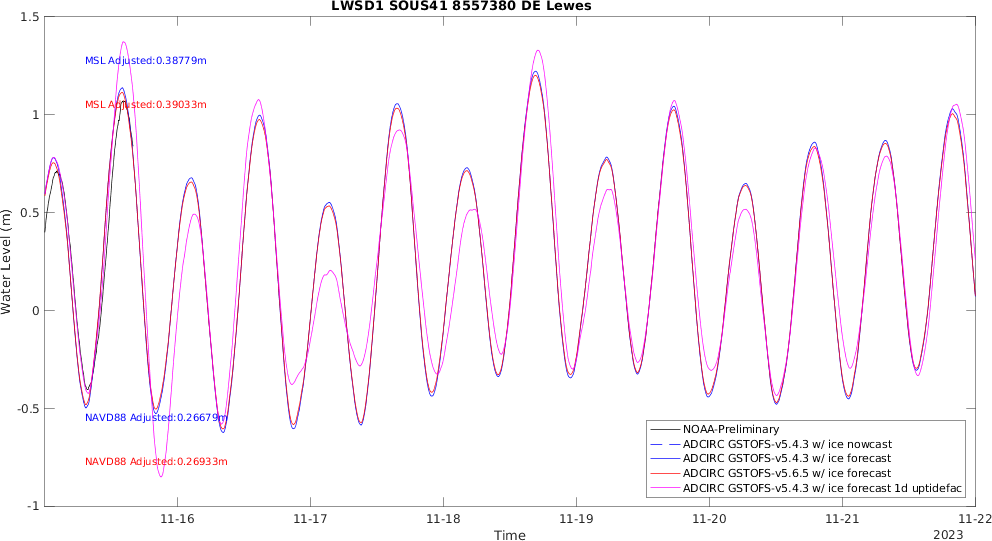 LWSD1 SOUS41 8557380 DE Lewes
1.5
1
0.5
0
-0.5
-1
Water Level (m)
MSL Adjusted:0.38779m
MSL Adjusted:0.39033m
NAVD88 Adjusted:0.26679m
NAVD88 Adjusted:0.26933m
NOAA-Preliminary
ADCIRC GSTOFS-v5.4.3 w/ ice nowcast
ADCIRC GSTOFS-v5.4.3 w/ ice forecast
ADCIRC GSTOFS-v5.6.5 w/ ice forecast
ADCIRC GSTOFS-v5.4.3 w/ ice forecast 1d uptidefac
11-16 11-17 11-18 11-19 11-20 11-21 11-22
Time
2023